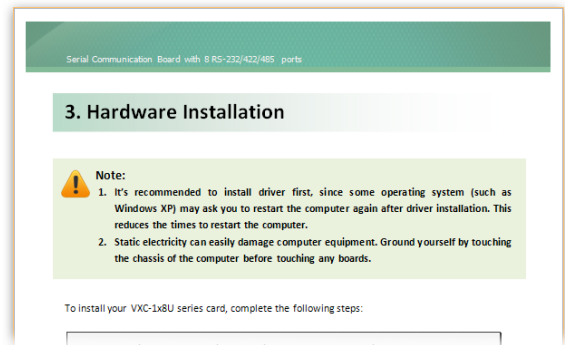 Serial Communication Board with 8 RS-232/422/485 ports
3. Hardware Installation
Note:
1. It's recommended to install driver first, since some operating system (such as
Windows XP) may ask you to restart the computer again after driver installation. This
reduces the times to restart the computer.
2. Static electricity can easily damage computer equipment. Ground yourself by touching
the chassis of the computer before touching any boards.
To install your VXC-1x8U series card, complete the following steps: